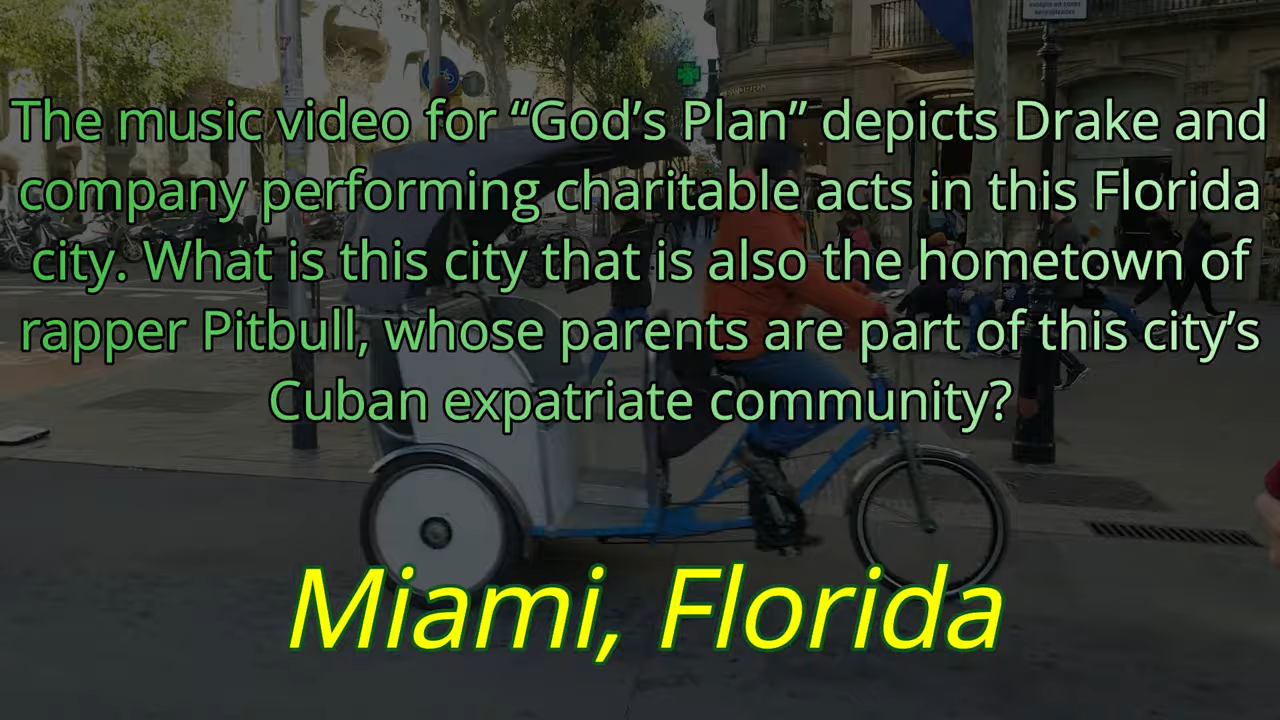 The music video for “God’s Plan” depicts Drake and
company performing charitable acts in this Florida
city. What is this city that is also the hometown of
rapper Pitbull, whose parents are part of this city’s
Cuban expatriate community?
Miami, Florida